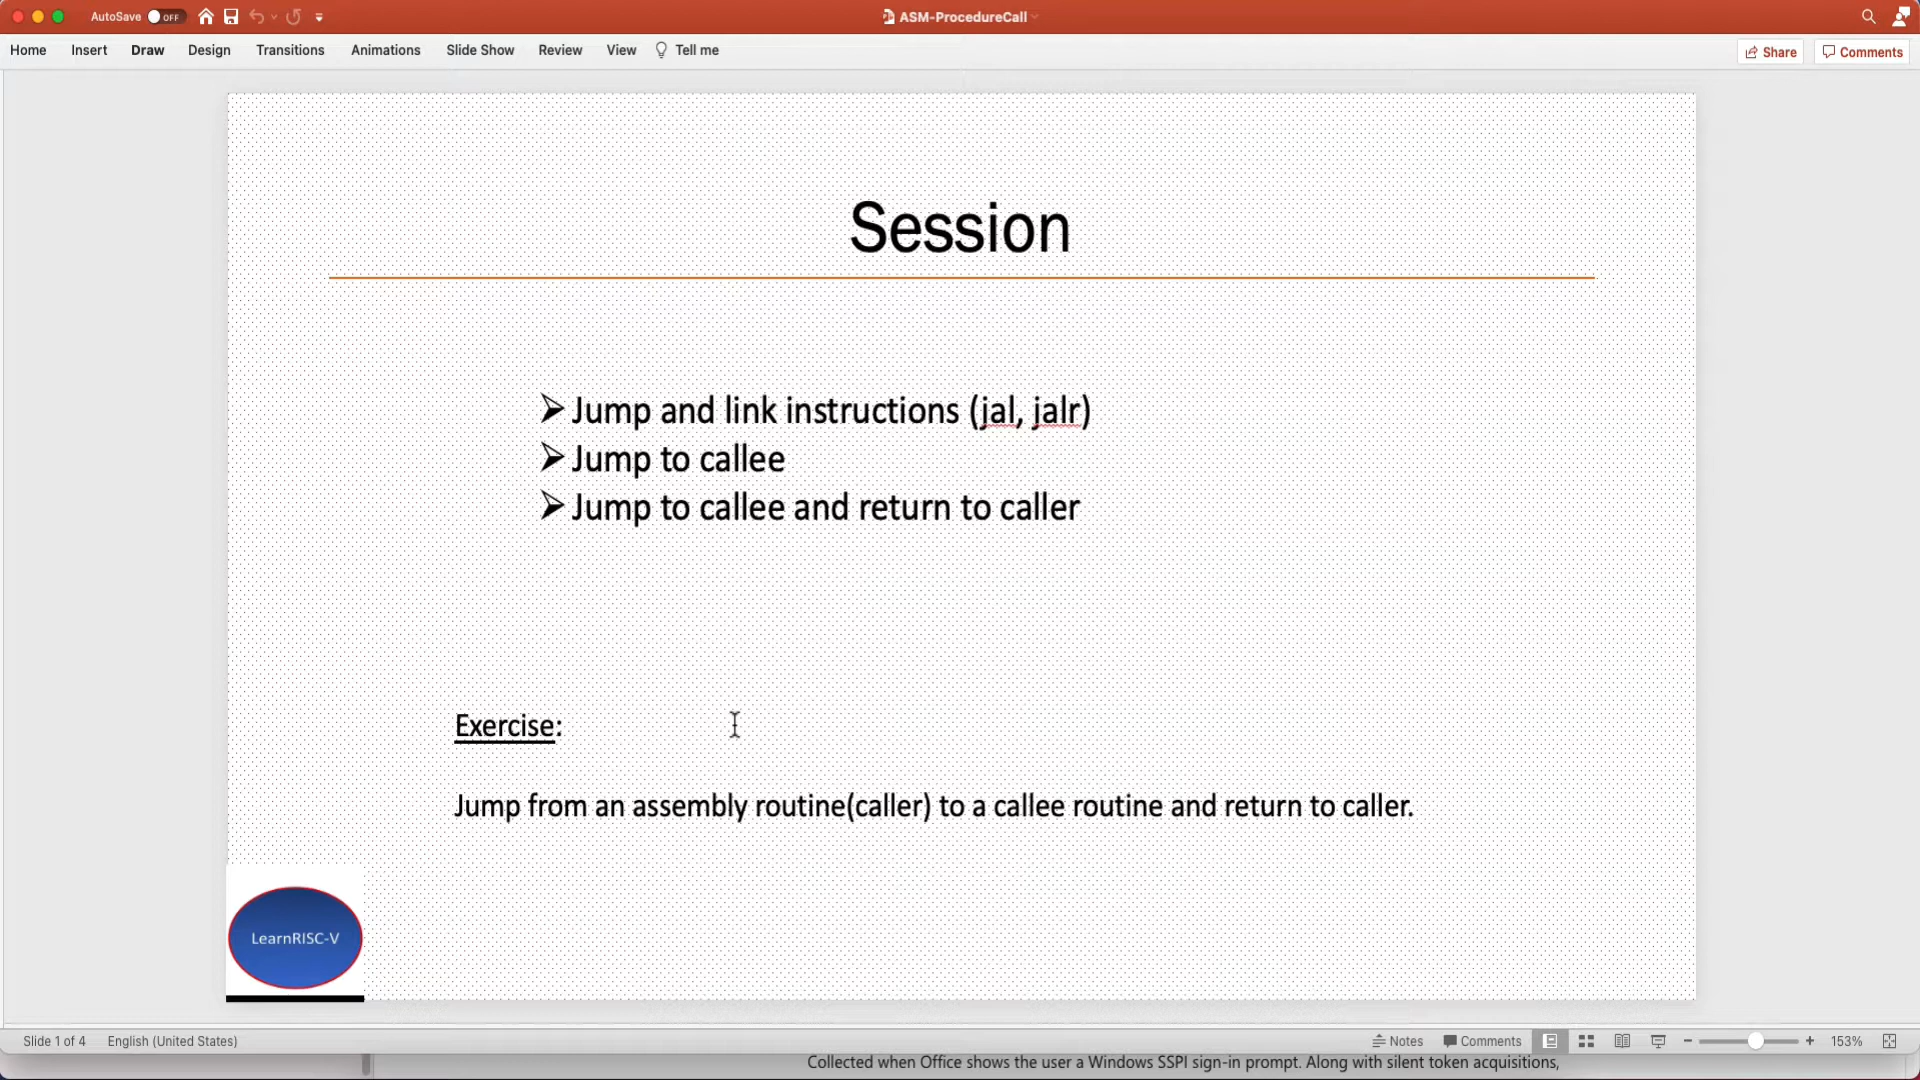 AutoSave OFF ASM-ProcedureCall
Home Insert Draw Design Transitions Animations Slide Show Review View Tell me Share Comments
Session
Jump and link instructions (jal, jalr)
Jump to callee
Jump to callee and return to caller
Exercise:
Jump from an assembly routine(caller) to a callee routine and return to caller.
LearnRISC-V
Slide 1 of 4 English (United States) Notes Comments 153%
Collected when Office shows the user a Windows SSPI sign-in prompt. Along with silent token acquisitions,